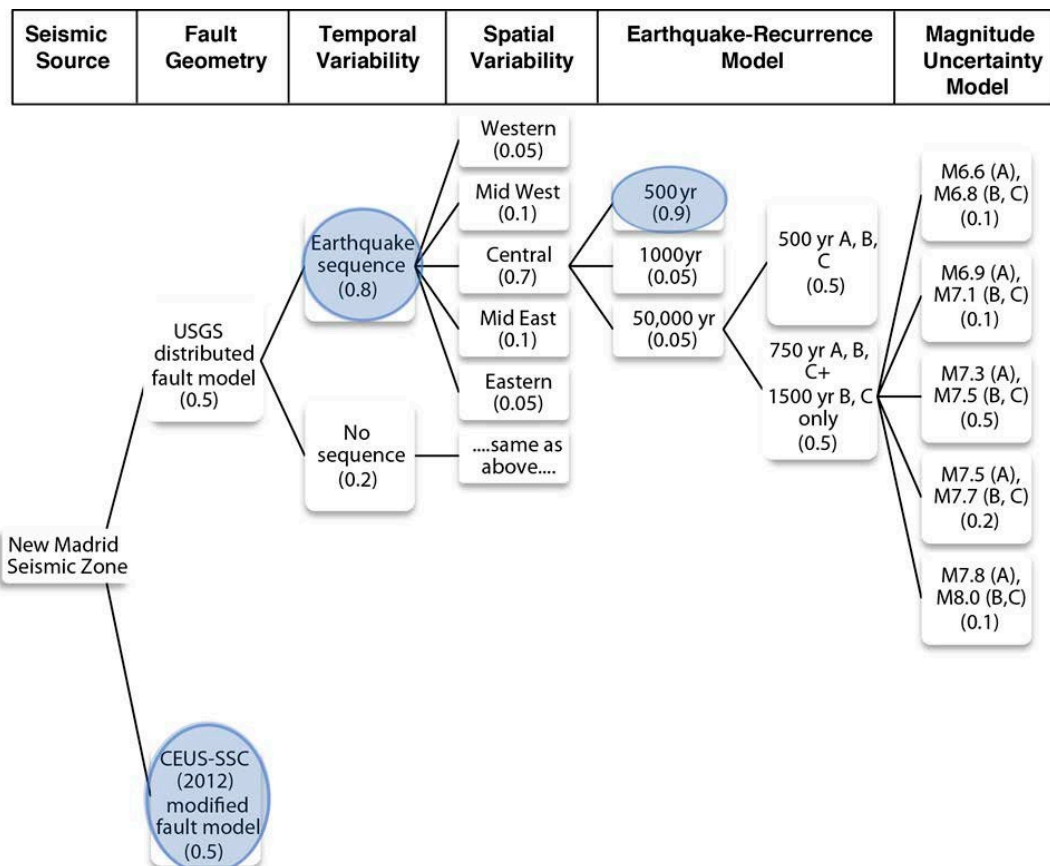 Seismic
Source
Fault
Geometry
Temporal
Variability
Spatial
Variability
Earthquake-Recurrence
Model
Magnitude
Uncertainty
Model
New Madrid
Seismic Zone
USGS
distributed
fault model
(0.5)
CEUS-SSC
(2012)
modified
fault model
(0.5)
Earthquake
sequence
(0.8)
No
sequence
(0.2)
Western
(0.05)
Mid West
(0.1)
Central
(0.7)
Mid East
(0.1)
Eastern
(0.05)
....same as
above....
500 yr
(0.9)
1000yr
(0.05)
50,000 yr
(0.05)
500 yr A, B,
C
(0.5)
750 yr A, B,
C+
1500 yr B, C
only
(0.5)
M6.6 (A),
M6.8 (B, C)
(0.1)
M6.9 (A),
M7.1 (B, C)
(0.1)
M7.3 (A),
M7.5 (B, C)
(0.5)
M7.5 (A),
M7.7 (B, C)
(0.2)
M7.8 (A),
M8.0 (B,C)
(0.1)